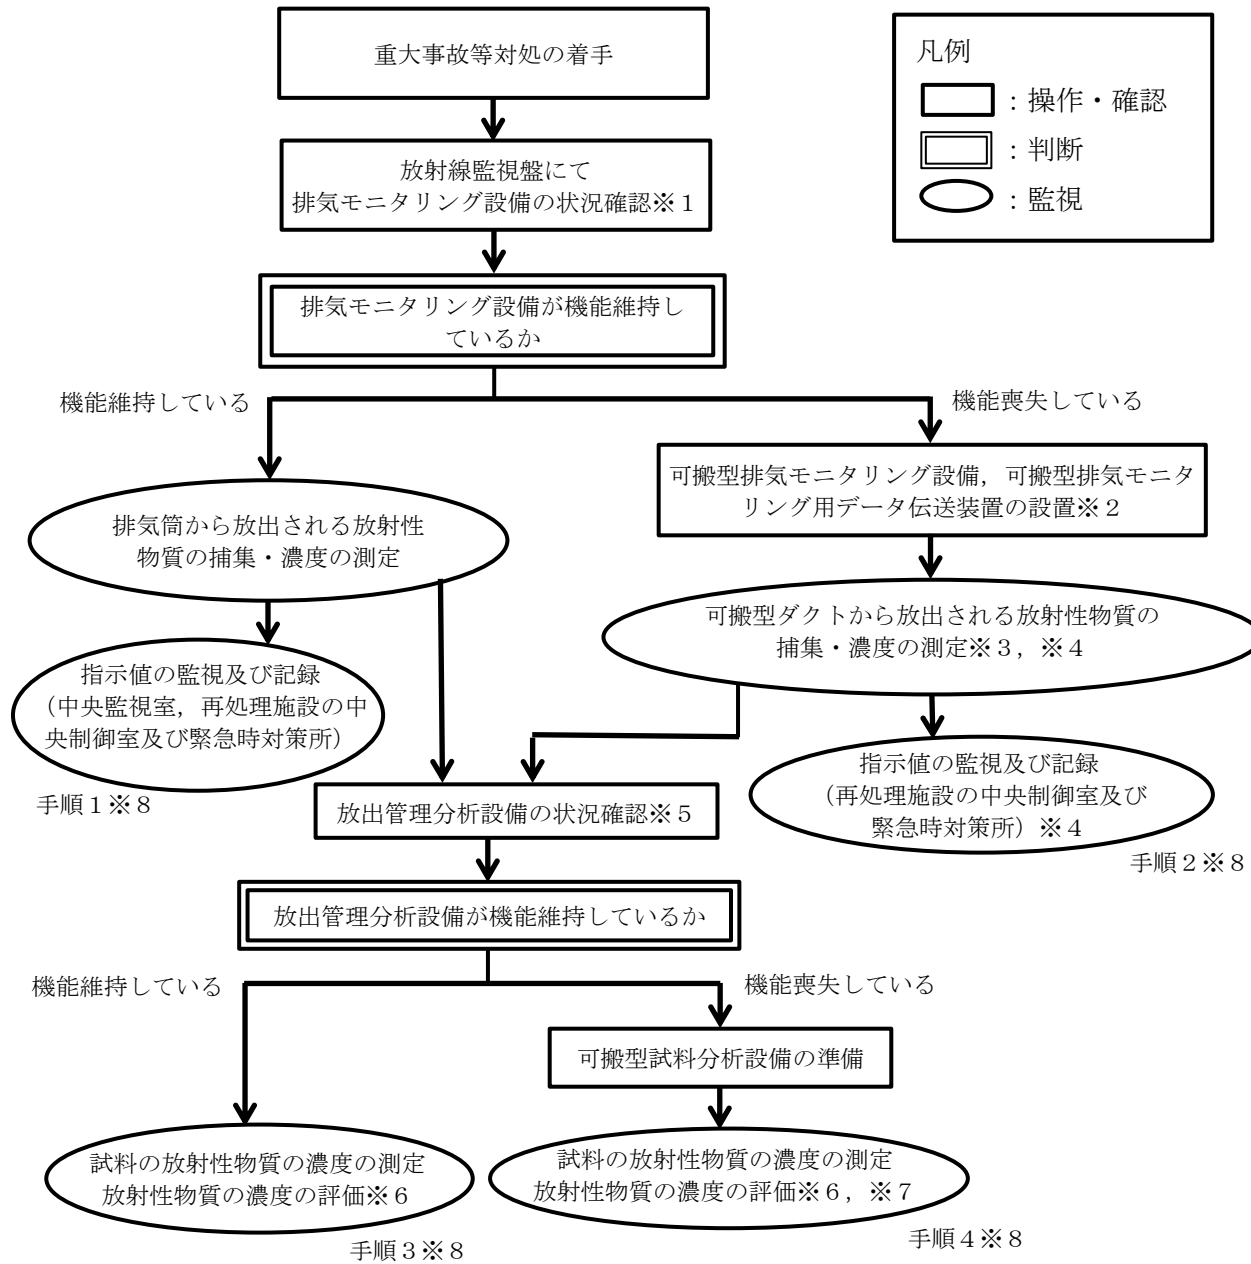 重大事故等対処の着手
凡例
：操作・確認
：判断
：監視
放射線監視盤にて
排気モニタリング設備の状況確認※１
排気モニタリング設備が機能維持し
ているか
機能維持している
機能喪失している
可搬型排気モニタリング設備，可搬型排気モニタ
リング用データ伝送装置の設置※２
排気筒から放出される放射性
物質の捕集・濃度の測定
可搬型ダクトから放出される放射性物質の
捕集・濃度の測定※３，※４
指示値の監視及び記録
（中央監視室，再処理施設の中
央制御室及び緊急時対策所）
手順１※８
指示値の監視及び記録
（再処理施設の中央制御室及び
緊急時対策所）※４
手順２※８
放出管理分析設備の状況確認※５
放出管理分析設備が機能維持しているか
機能維持している
機能喪失している
可搬型試料分析設備の準備
試料の放射性物質の濃度の測定
放射性物質の濃度の評価※６
手順３※８
試料の放射性物質の濃度の測定
放射性物質の濃度の評価※６，※７
手順４※８